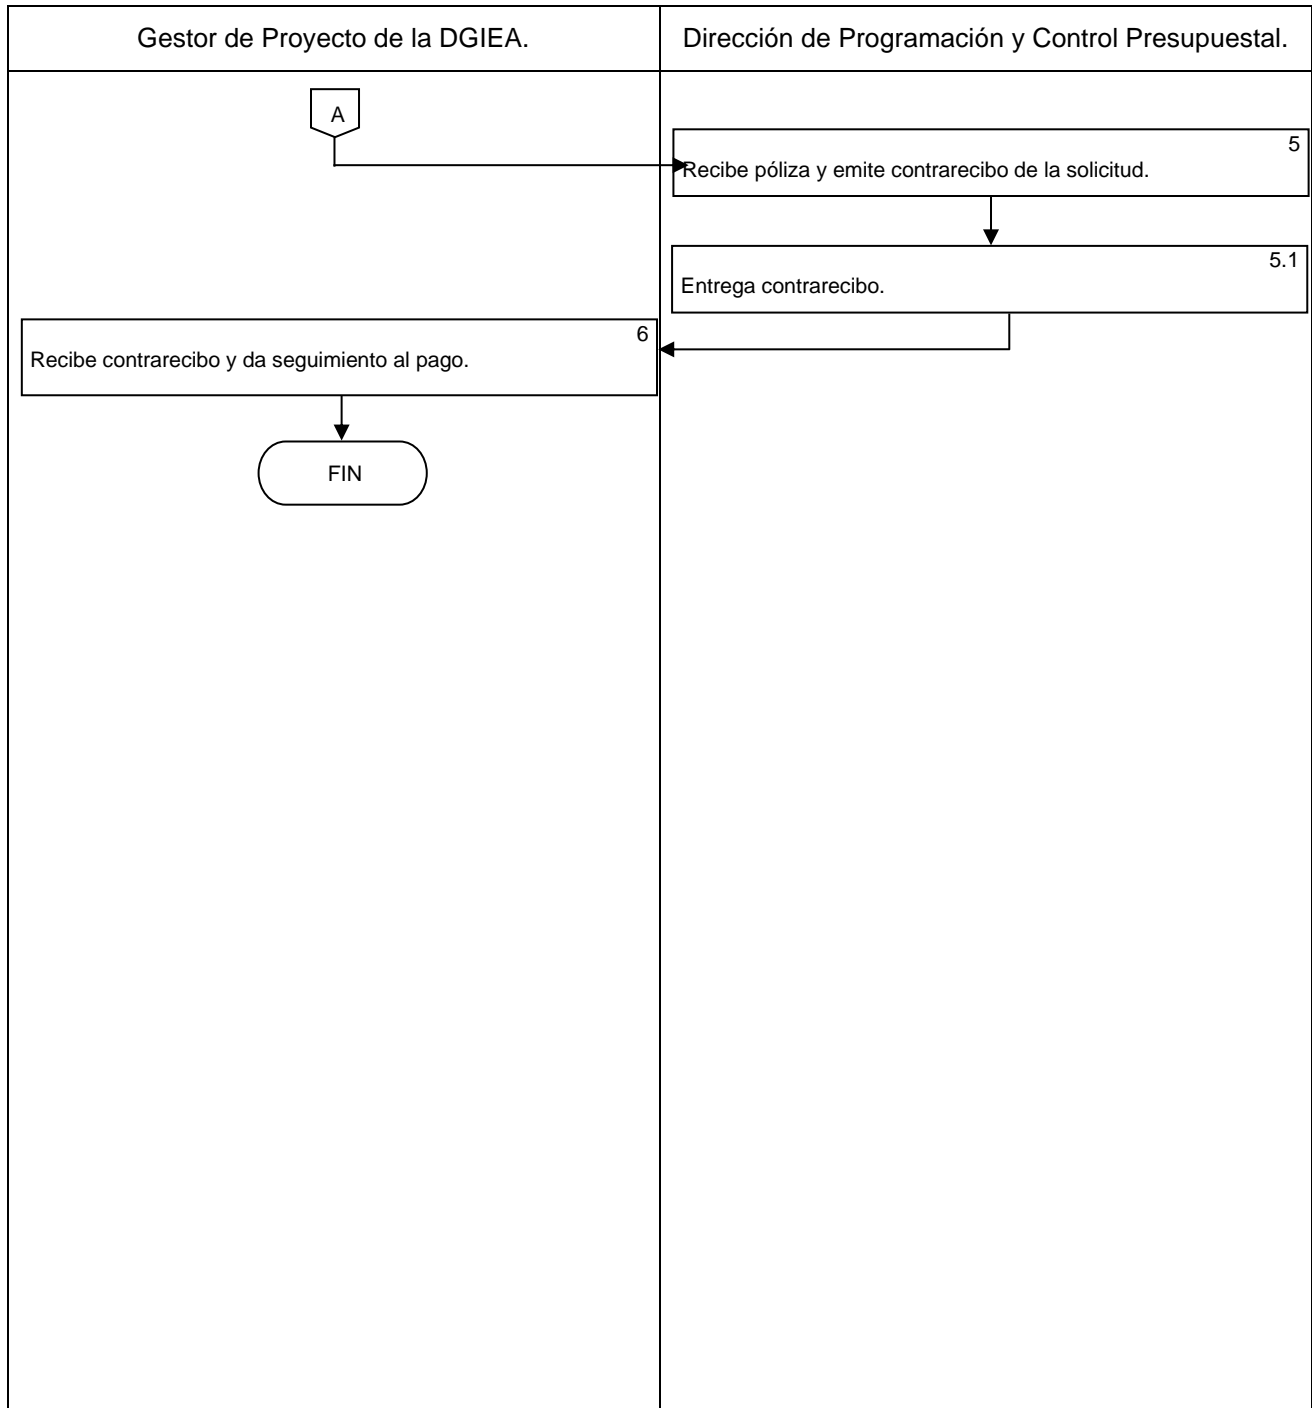 Gestor de Proyecto de la DGIEA.
Dirección de Programación y Control Presupuestal.
A
5
Recibe póliza y emite contrarecibo de la solicitud.
5.1
Entrega contrarecibo.
6
Recibe contrarecibo y da seguimiento al pago.
FIN